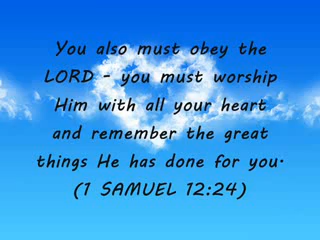 You also must obey the
LORD - you must worship
Him with all your heart
and remember the great
things He has done for you.
(1 SAMUEL 12:24)